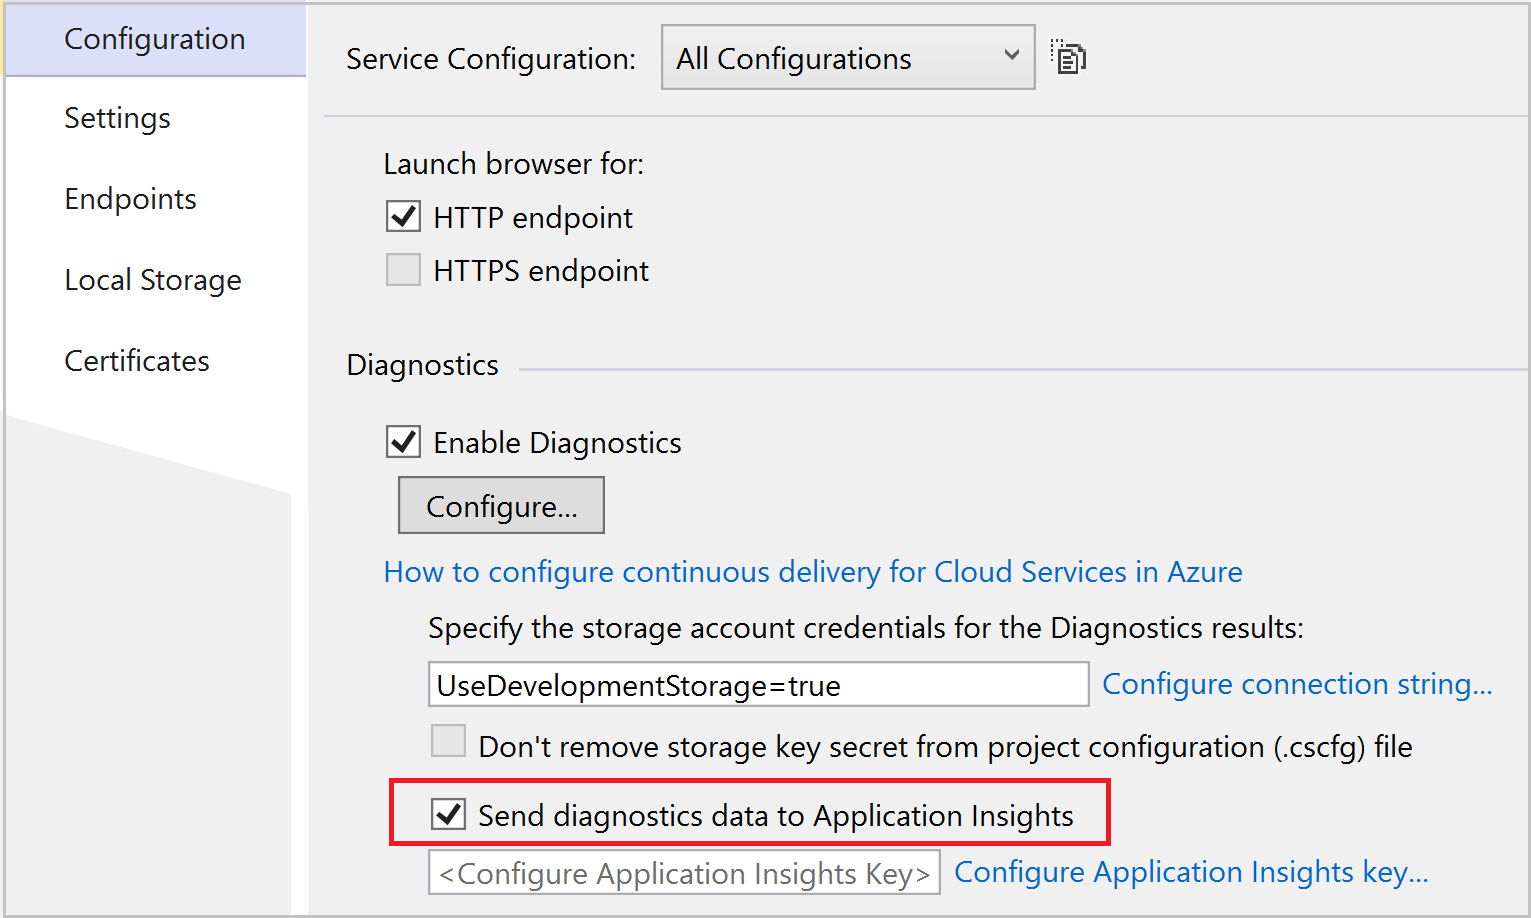 Configuration
Settings
Endpoints
Local Storage
Certificates
Service Configuration: All Configurations
Launch browser for:
HTTP endpoint
HTTPS endpoint
Diagnostics
Enable Diagnostics
Configure...
How to configure continuous delivery for Cloud Services in Azure
Specify the storage account credentials for the Diagnostics results:
UseDevelopmentStorage=true Configure connection string...
Don't remove storage key secret from project configuration (.cscfg) file
Send diagnostics data to Application Insights
<Configure Application Insights Key> Configure Application Insights key...